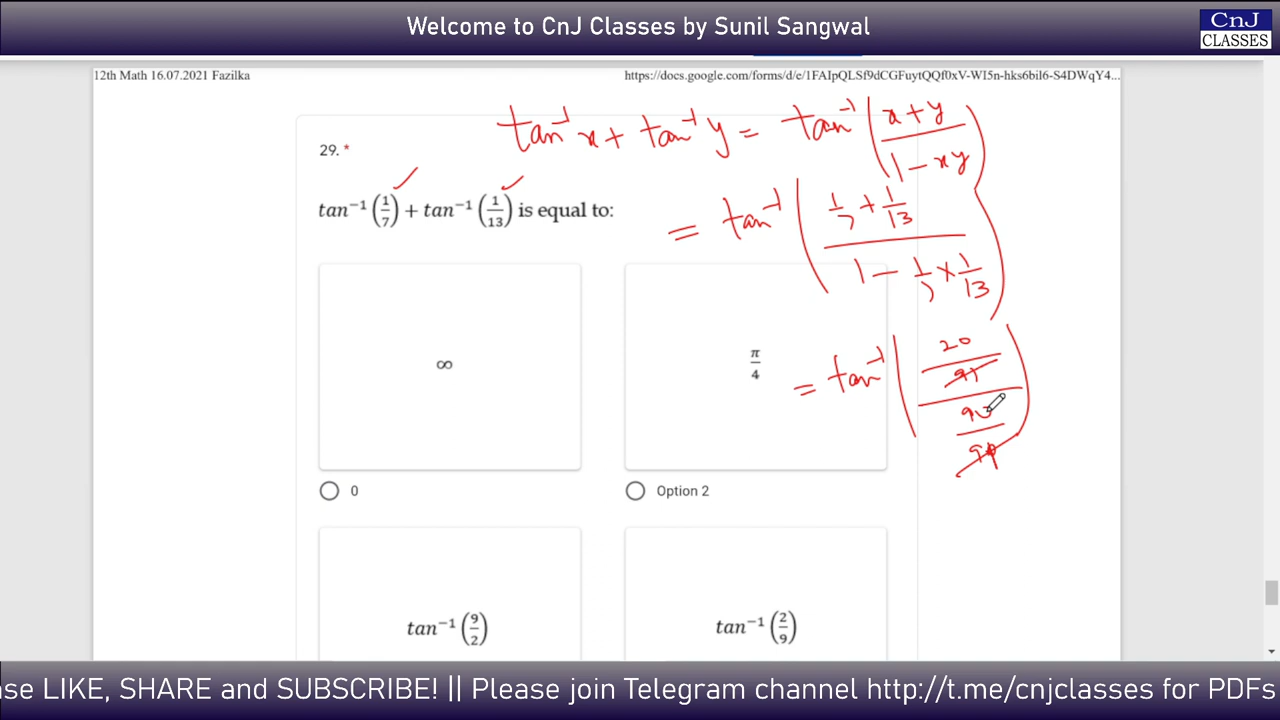 Welcome to CnJ Classes by Sunil Sangwal
CnJ
CLASSES
12th Math 16.07.2021 Fazilka
https://docs.google.com/forms/d/e/1FAIpQLSf9dCGFuytQQf0xV-WI5n-hks6bil6-S4DWqY4...
tan⁻¹ x + tan⁻¹ y = tan⁻¹ ( (x + y) / (1 − xy) )
29. *
tan⁻¹ (1/7) + tan⁻¹ (1/13) is equal to:
= tan⁻¹ ( (1/7 + 1/13) / (1 − 1/7 × 1/13) )
= tan⁻¹ ( (20/91) / (90/91) )
∞
π/4
0
Option 2
tan⁻¹ (9/2)
tan⁻¹ (2/9)
se LIKE, SHARE and SUBSCRIBE! || Please join Telegram channel http://t.me/cnjclasses for PDFs